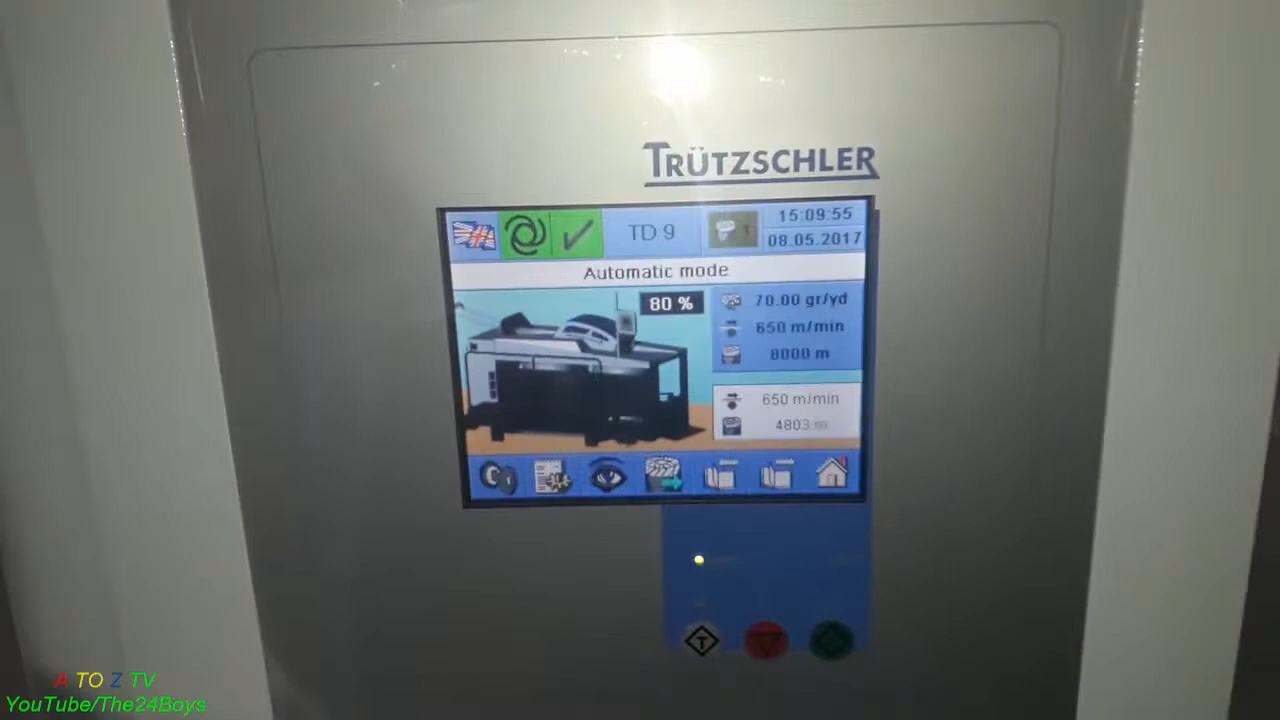 TRÜTZSCHLER
TD 9
1
15:09:55
08.05.2017
Automatic mode
80 %
70.00 gr/yd
650 m/min
8000 m
650 m/min
4803 m
T
A TO Z TV
YouTube/The24Boys